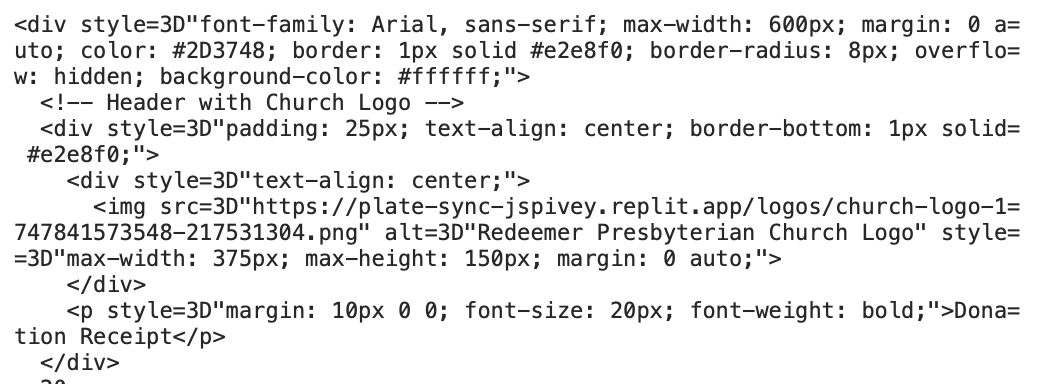 <div style=3D"font-family: Arial, sans-serif; max-width: 600px; margin: 0 a=
uto; color: #2D3748; border: 1px solid #e2e8f0; border-radius: 8px; overflo=
w: hidden; background-color: #ffffff;">
  <!-- Header with Church Logo -->
  <div style=3D"padding: 25px; text-align: center; border-bottom: 1px solid=
 #e2e8f0;">
    <div style=3D"text-align: center;">
      <img src=3D"https://plate-sync-jspivey.replit.app/logos/church-logo-1=
747841573548-217531304.png" alt=3D"Redeemer Presbyterian Church Logo" style=
=3D"max-width: 375px; max-height: 150px; margin: 0 auto;">
    </div>
    <p style=3D"margin: 10px 0 0; font-size: 20px; font-weight: bold;">Dona=
tion Receipt</p>
  </div>